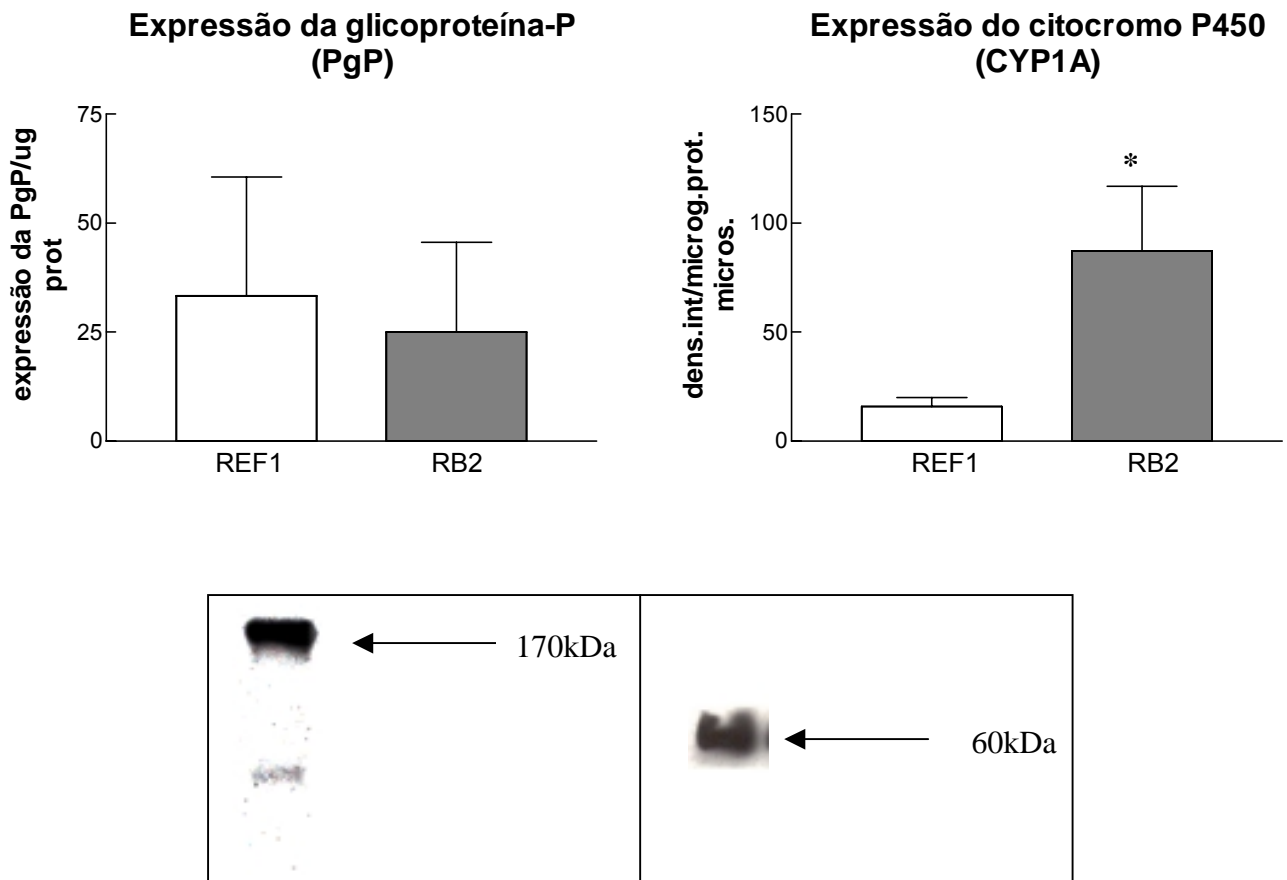 Expressão da glicoproteína-P
(PgP)
expressão da PgP/ug
prot
75
50
25
0
REF1
RB2
Expressão do citocromo P450
(CYP1A)
dens.int/microg.prot.
micros.
150
100
50
0
*
REF1
RB2
170kDa
60kDa